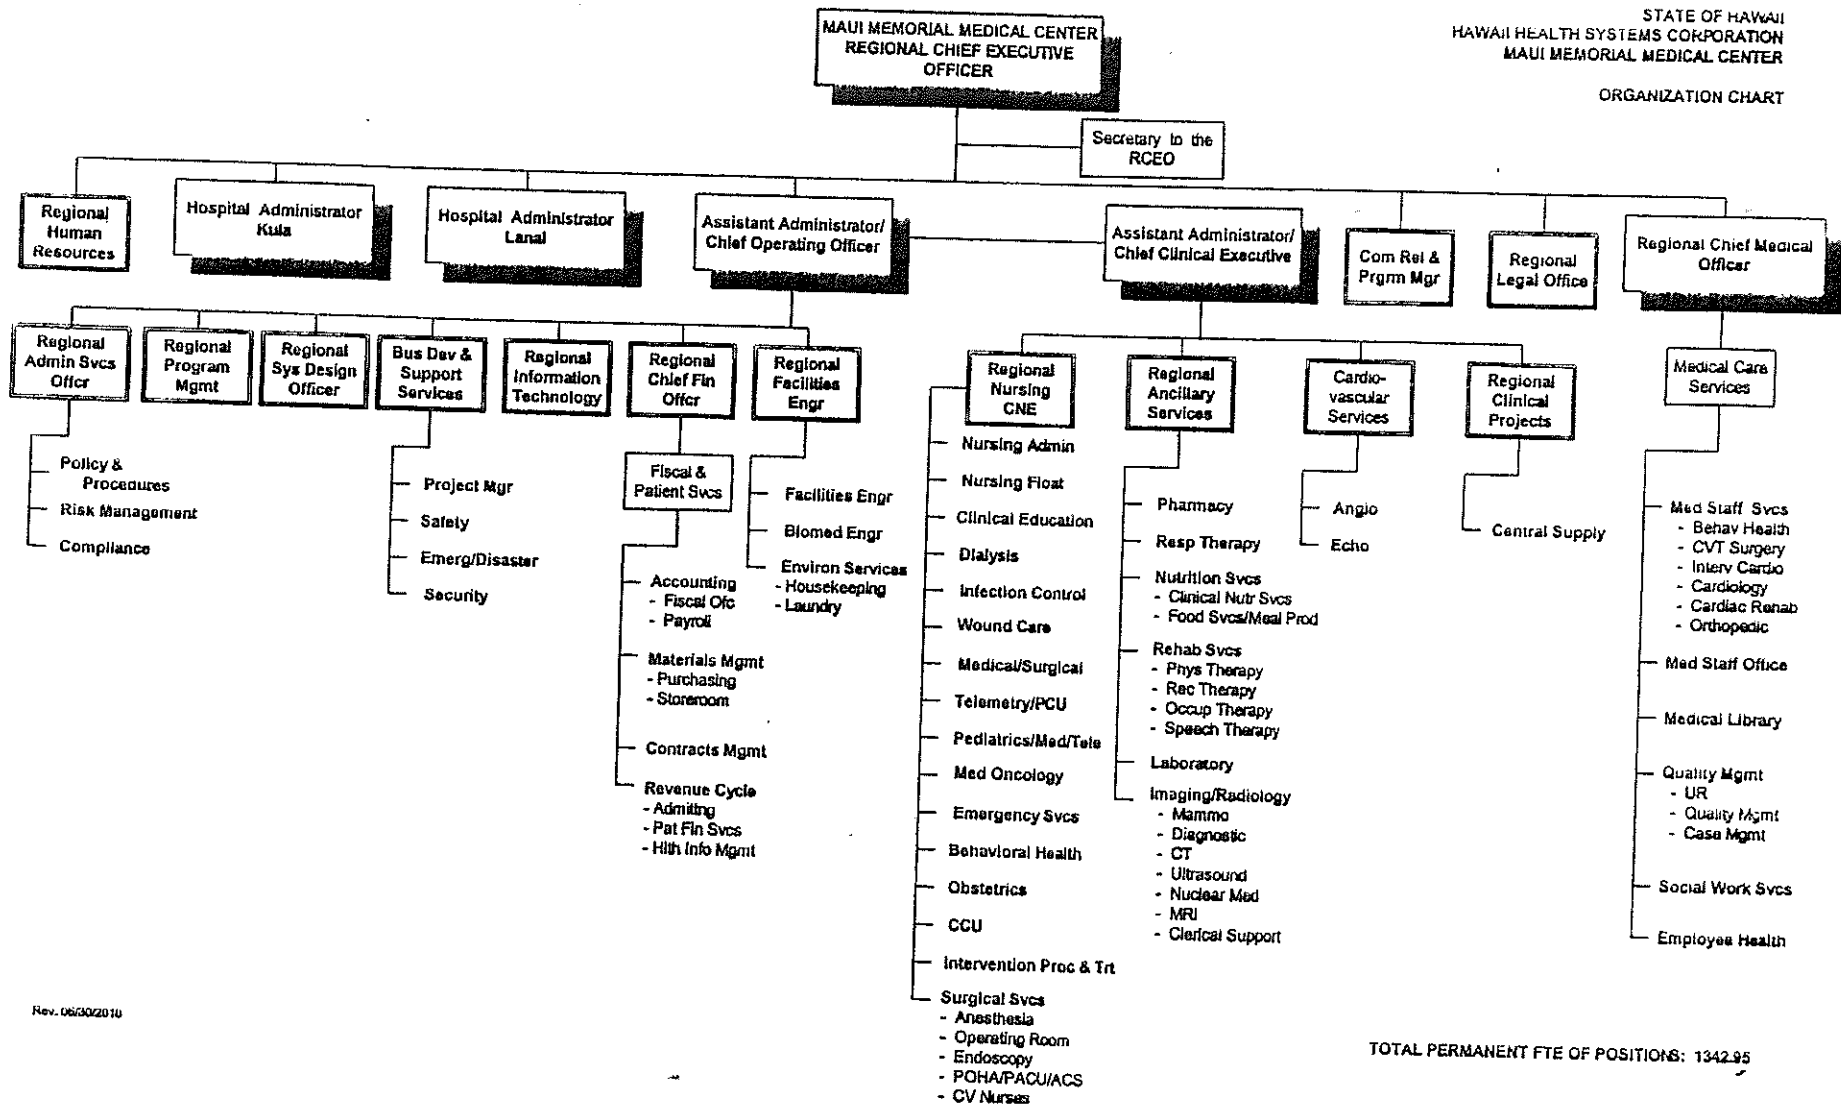 STATE OF HAWAII
HAWAII HEALTH SYSTEMS CORPORATION
MAUI MEMORIAL MEDICAL CENTER
ORGANIZATION CHART
MAUI MEMORIAL MEDICAL CENTER
REGIONAL CHIEF EXECUTIVE
OFFICER
Secretary to the
RCEO
Regional
Human
Resources
Hospital Administrator
Kula
Hospital Administrator
Lanai
Assistant Administrator/
Chief Operating Officer
Assistant Administrator/
Chief Clinical Executive
Com Rel &
Prgrm Mgr
Regional
Legal Office
Regional Chief Medical
Officer
Regional
Admin Svcs
Offcr
Regional
Program
Mgmt
Regional
Sys Design
Officer
Bus Dev &
Support
Services
Regional
Information
Technology
Regional
Chief Fin
Offcr
Regional
Facilities
Engr
Regional
Nursing
CNE
Regional
Ancillary
Services
Cardio-
vascular
Services
Regional
Clinical
Projects
Medical Care
Services
Policy &
Procedures
Risk Management
Compliance
Project Mgr
Safety
Emerg/Disaster
Security
Fiscal &
Patient Svcs
Accounting
- Fiscal Ofc
- Payroll
Materials Mgmt
- Purchasing
- Storeroom
Contracts Mgmt
Revenue Cycle
- Admitting
- Pat Fin Svcs
- Hlth Info Mgmt
Facilities Engr
Biomed Engr
Environ Services
- Housekeeping
- Laundry
Nursing Admin
Nursing Float
Clinical Education
Dialysis
Infection Control
Wound Care
Medical/Surgical
Telemetry/PCU
Pediatrics/Med/Tele
Med Oncology
Emergency Svcs
Behavioral Health
Obstetrics
CCU
Intervention Proc & Trt
Surgical Svcs
- Anesthesia
- Operating Room
- Endoscopy
- POHA/PACU/ACS
- CV Nurses
Pharmacy
Resp Therapy
Nutrition Svcs
- Clinical Nutr Svcs
- Food Svcs/Meal Prod
Rehab Svcs
- Phys Therapy
- Rec Therapy
- Occup Therapy
- Speech Therapy
Laboratory
Imaging/Radiology
- Mammo
- Diagnostic
- CT
- Ultrasound
- Nuclear Med
- MRI
- Clerical Support
Angio
Echo
Central Supply
Med Staff Svcs
- Behav Health
- CVT Surgery
- Interv Cardio
- Cardiology
- Cardiac Rehab
- Orthopedic
Med Staff Office
Medical Library
Quality Mgmt
- UR
- Quality Mgmt
- Case Mgmt
Social Work Svcs
Employee Health
Rev. 06/30/2010
TOTAL PERMANENT FTE OF POSITIONS: 1342.95